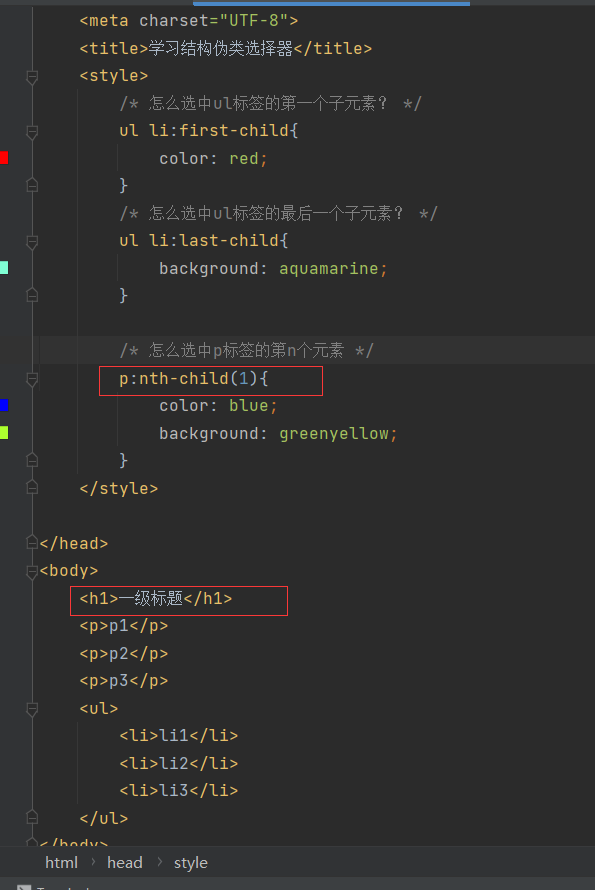 <meta charset="UTF-8">
<title>学习结构伪类选择器</title>
<style>
/* 怎么选中ul标签的第一个子元素? */
ul li:first-child{
color: red;
}
/* 怎么选中ul标签的最后一个子元素? */
ul li:last-child{
background: aquamarine;
}
/* 怎么选中p标签的第n个元素 */
p:nth-child(1){
color: blue;
background: greenyellow;
}
</style>
</head>
<body>
<h1>一级标题</h1>
<p>p1</p>
<p>p2</p>
<p>p3</p>
<ul>
<li>li1</li>
<li>li2</li>
<li>li3</li>
</ul>
</body>
html › head › style